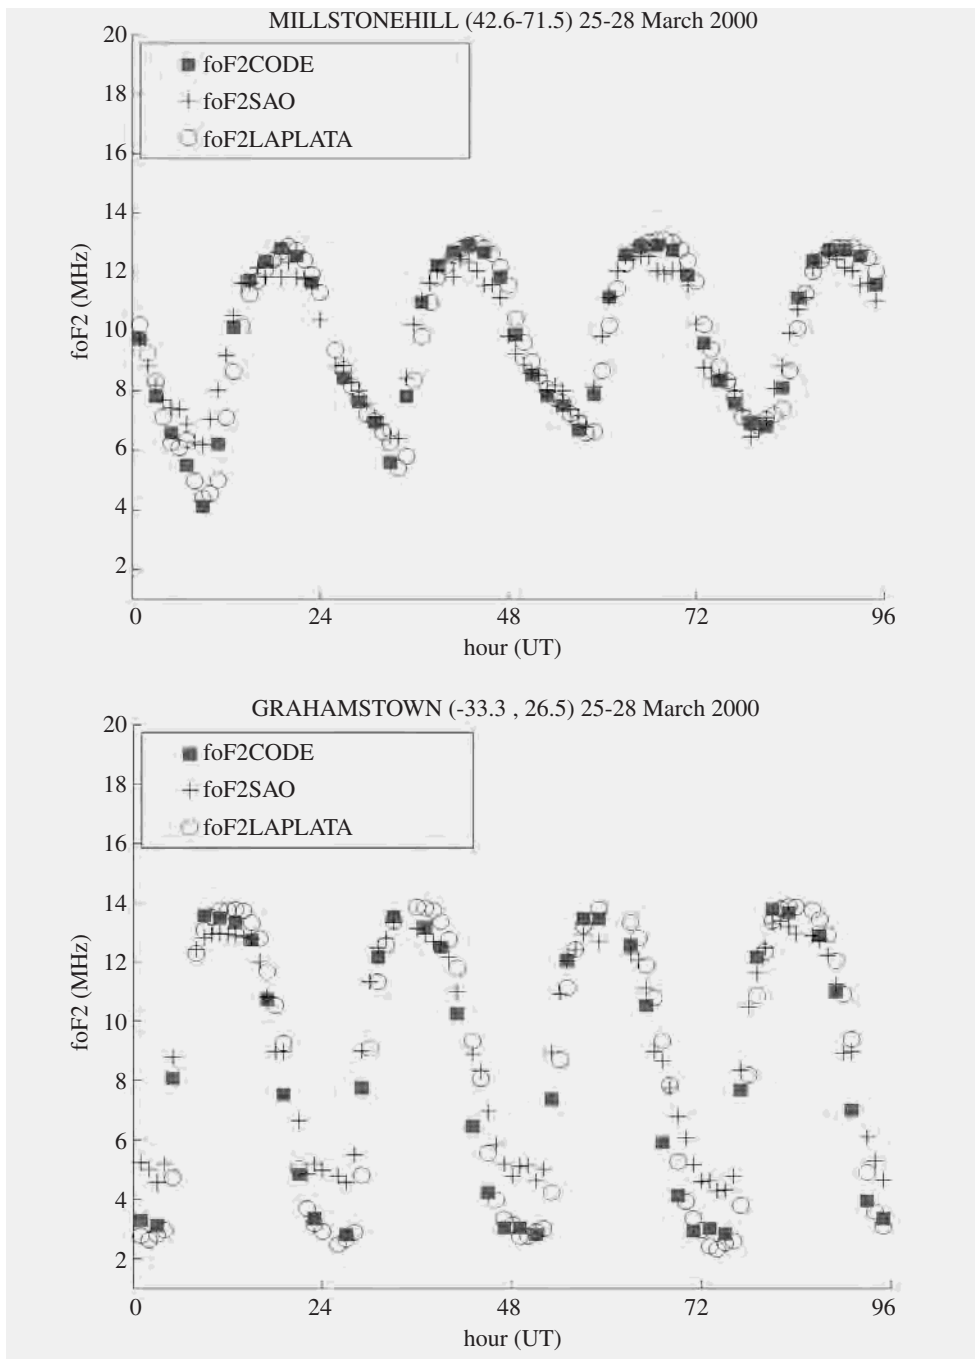 MILLSTONEHILL (42.6-71.5) 25-28 March 2000
20
18
16
14
12
10
8
6
4
2
foF2 (MHz)
foF2CODE
foF2SAO
foF2LAPLATA
0 24 48 72 96
hour (UT)
GRAHAMSTOWN (-33.3 , 26.5) 25-28 March 2000
20
18
16
14
12
10
8
6
4
2
foF2 (MHz)
foF2CODE
foF2SAO
foF2LAPLATA
0 24 48 72 96
hour (UT)